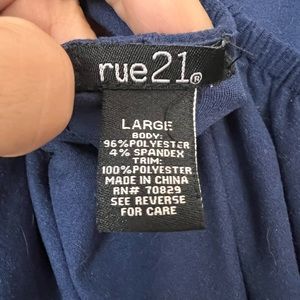 rue21®
LARGE
BODY:
96%POLYESTER
4% SPANDEX
TRIM:
100%POLYESTER
MADE IN CHINA
RN# 70829
SEE REVERSE
FOR CARE